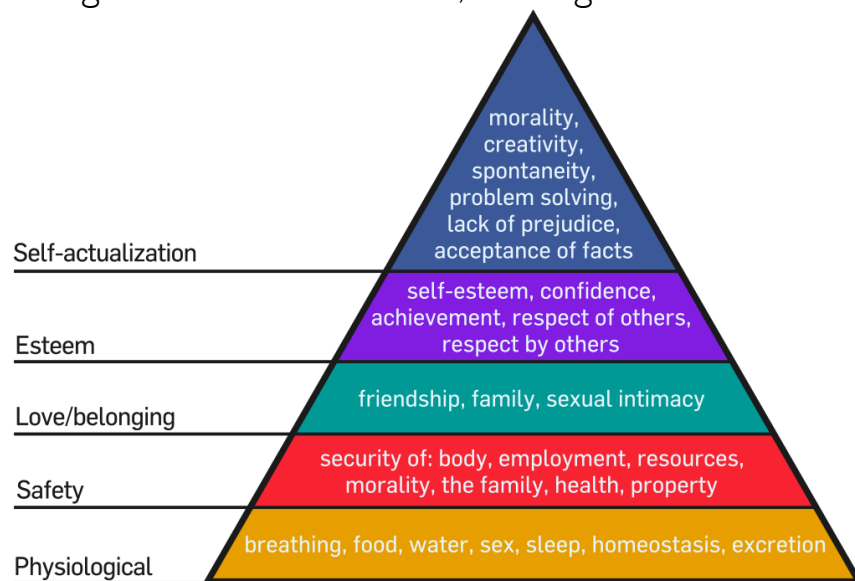 morality,
creativity,
spontaneity,
problem solving,
lack of prejudice,
acceptance of facts
Self-actualization
self-esteem, confidence,
achievement, respect of others,
respect by others
Esteem
friendship, family, sexual intimacy
Love/belonging
security of: body, employment, resources,
morality, the family, health, property
Safety
breathing, food, water, sex, sleep, homeostasis, excretion
Physiological